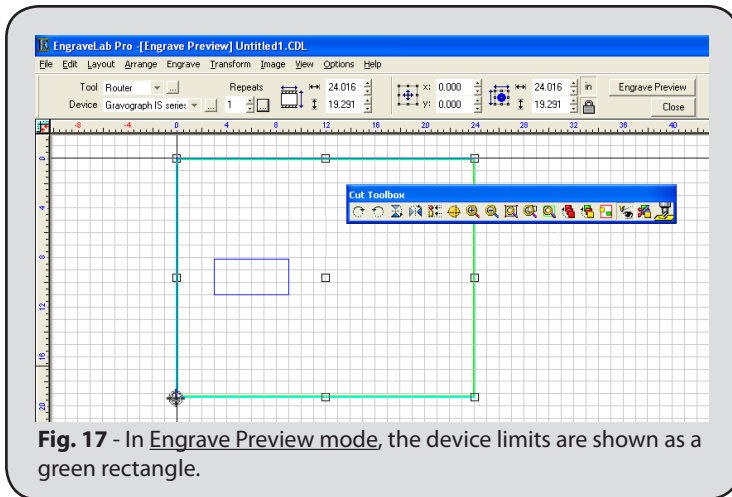 EngraveLab Pro -[Engrave Preview] Untitled1.CDL
File Edit Layout Arrange Engrave Transform Image View Options Help
Tool Router ... Repeats 24.016 x: 0.000 24.016 in Engrave Preview
Device Gravograph IS series ... 1 ... 19.291 y: 0.000 19.291 Close
-8 -4 0 4 8 12 16 20 24 28 32 36 40
0
4
8
12
16
20
Cut Toolbox
Fig. 17 - In Engrave Preview mode, the device limits are shown as a
green rectangle.